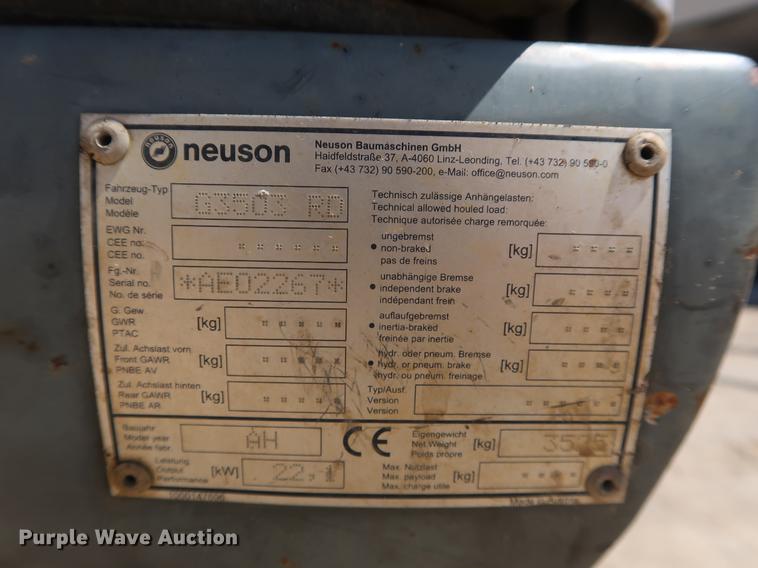 neuson
Neuson Baumaschinen GmbH
Haidfeldstraße 37, A-4060 Linz-Leonding, Tel. (+43 732) 90 590-0
Fax (+43 732) 90 590-200, e-Mail: office@neuson.com
Fahrzeug-Typ
Model
Modèle
G3503 RD
EWG Nr.
CEE no:
CEE no:
Fg.-Nr.
Serial no.
No. de série
*AE02267*
G. Gew.
GWR [kg]
PTAC
Zul. Achslast vorn
Front GAWR [kg]
PNBE AV
Zul. Achslast hinten
Rear GAWR [kg]
PNBE AR
Baujahr
Model year
Année fabr.
AH
Leistung
Output [kW]
Performance
22,1
Technisch zulässige Anhängelasten:
Technical allowed houled load:
Technique autorisée charge remorquée:
ungebremst
non-braked [kg]
pas de freins
unabhängige Bremse
independent brake [kg]
indépendant frein
auflaufgebremst
inertia-braked [kg]
freinée par inertie
hydr. oder pneum. Bremse
hydr. or pneum. brake [kg]
hydr. ou pneum. freinage
Typ/Ausf.
Version
Version
CE
Eigengewicht
Net Weight [kg]
Poids propre
Max. Nutzlast
Max. payload [kg]
Max. charge utile
1000147696
Made in Austria
Purple Wave Auction